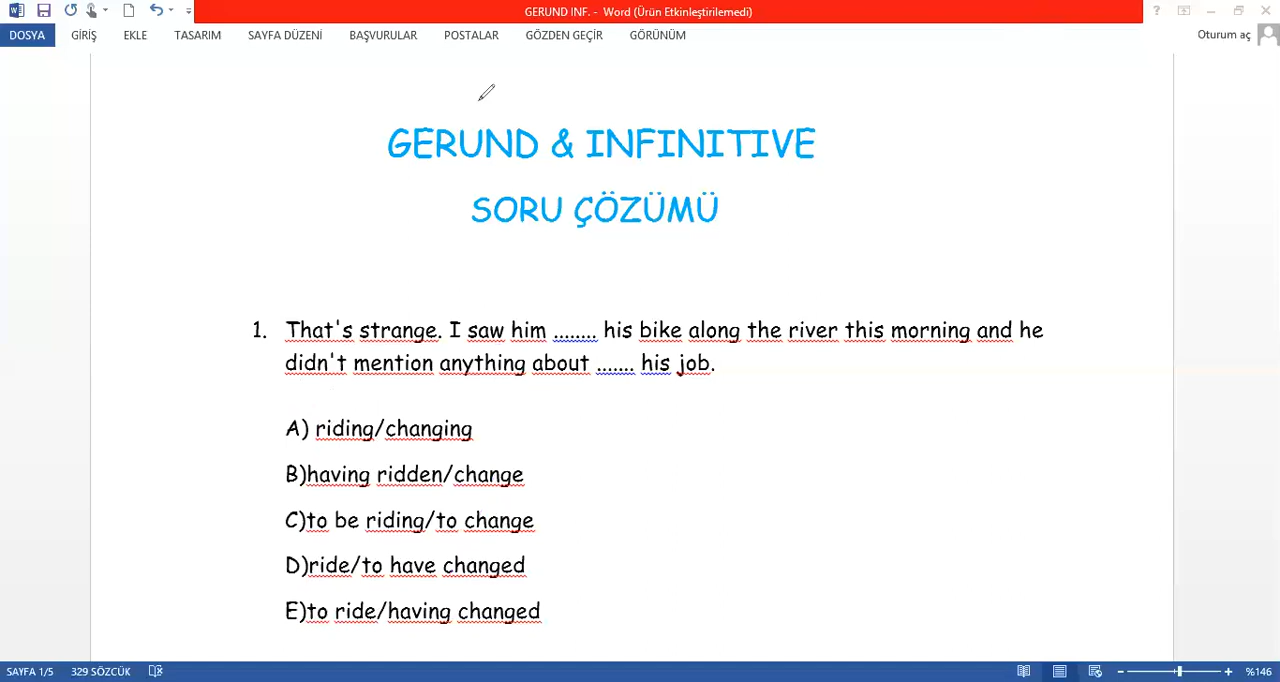 GERUND INF. - Word (Ürün Etkinleştirilemedi)
DOSYA GİRİŞ EKLE TASARIM SAYFA DÜZENİ BAŞVURULAR POSTALAR GÖZDEN GEÇİR GÖRÜNÜM Oturum aç
GERUND & INFINITIVE
SORU ÇÖZÜMÜ
1. That's strange. I saw him ........ his bike along the river this morning and he
didn't mention anything about ....... his job.
A) riding/changing
B)having ridden/change
C)to be riding/to change
D)ride/to have changed
E)to ride/having changed
SAYFA 1/5 329 SÖZCÜK %146